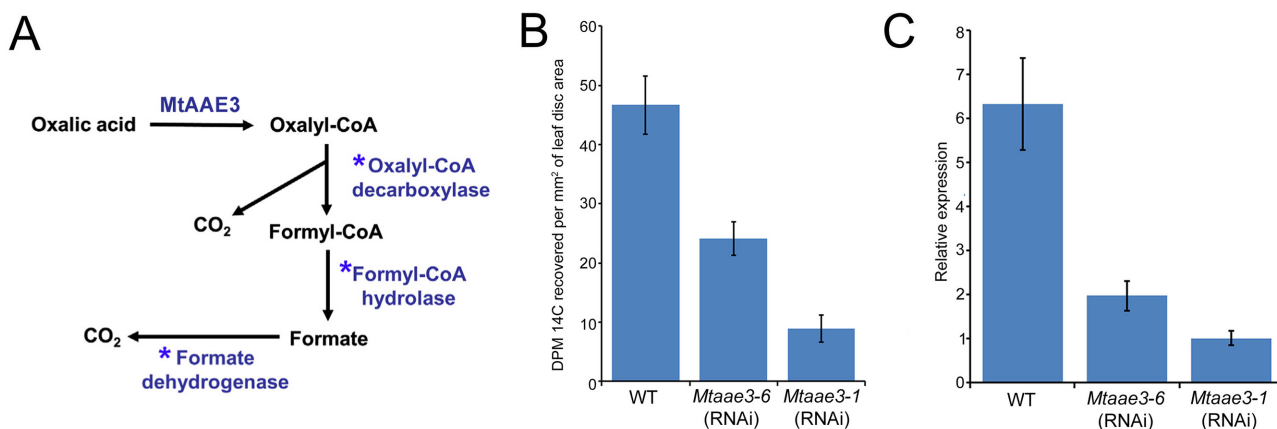 A
MtAAE3
Oxalic acid
Oxalyl-CoA
*Oxalyl-CoA
decarboxylase
CO2
Formyl-CoA
*Formyl-CoA
hydrolase
CO2
Formate
* Formate
dehydrogenase
B
DPM 14C recovered per mm2 of leaf disc area
60
50
40
30
20
10
0
WT
Mtaae3-6
(RNAi)
Mtaae3-1
(RNAi)
C
Relative expression
8
7
6
5
4
3
2
1
0
WT
Mtaae3-6
(RNAi)
Mtaae3-1
(RNAi)